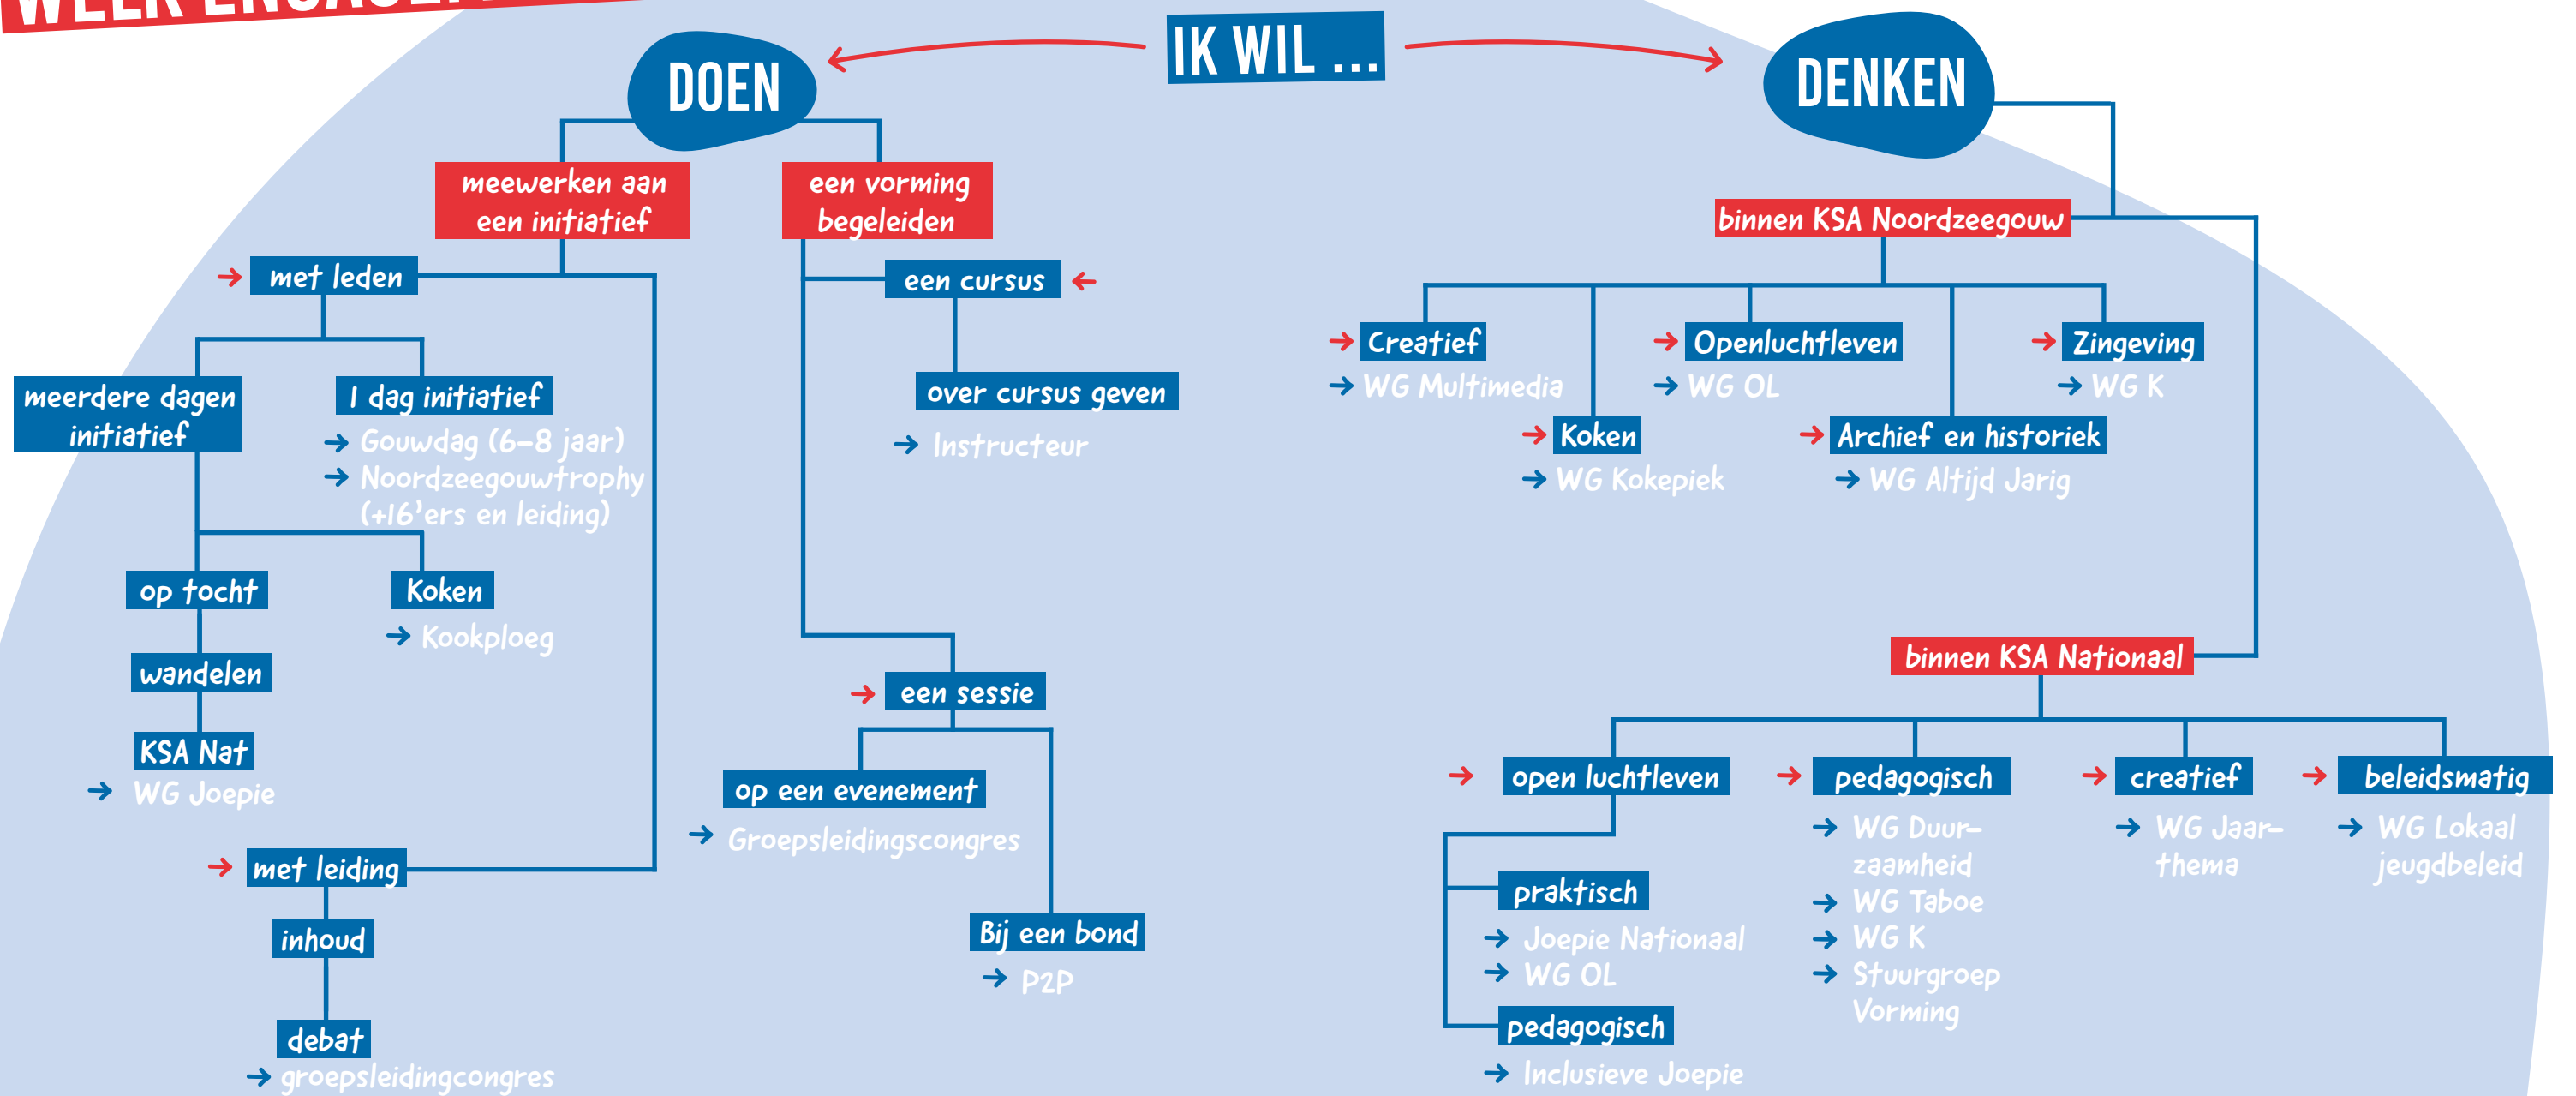 IK WIL ...
DOEN
DENKEN
meewerken aan
een initiatief
een vorming
begeleiden
met leden
een cursus
meerdere dagen
initiatief
1 dag initiatief
Gouwdag (6-8 jaar)
Noordzeegouwtrophy
(+16'ers en leiding)
over cursus geven
Instructeur
op tocht
Koken
Kookploeg
wandelen
KSA Nat
WG Joepie
een sessie
op een evenement
Groepsleidingscongres
Bij een bond
P2P
met leiding
inhoud
debat
groepsleidingcongres
binnen KSA Noordzeegouw
Creatief
WG Multimedia
Openluchtleven
WG OL
Zingeving
WG K
Koken
WG Kokepiek
Archief en historiek
WG Altijd Jarig
binnen KSA Nationaal
open luchtleven
praktisch
Joepie Nationaal
WG OL
pedagogisch
Inclusieve Joepie
pedagogisch
WG Duur-
zaamheid
WG Taboe
WG K
Stuurgroep
Vorming
creatief
WG Jaar-
thema
beleidsmatig
WG Lokaal
jeugdbeleid